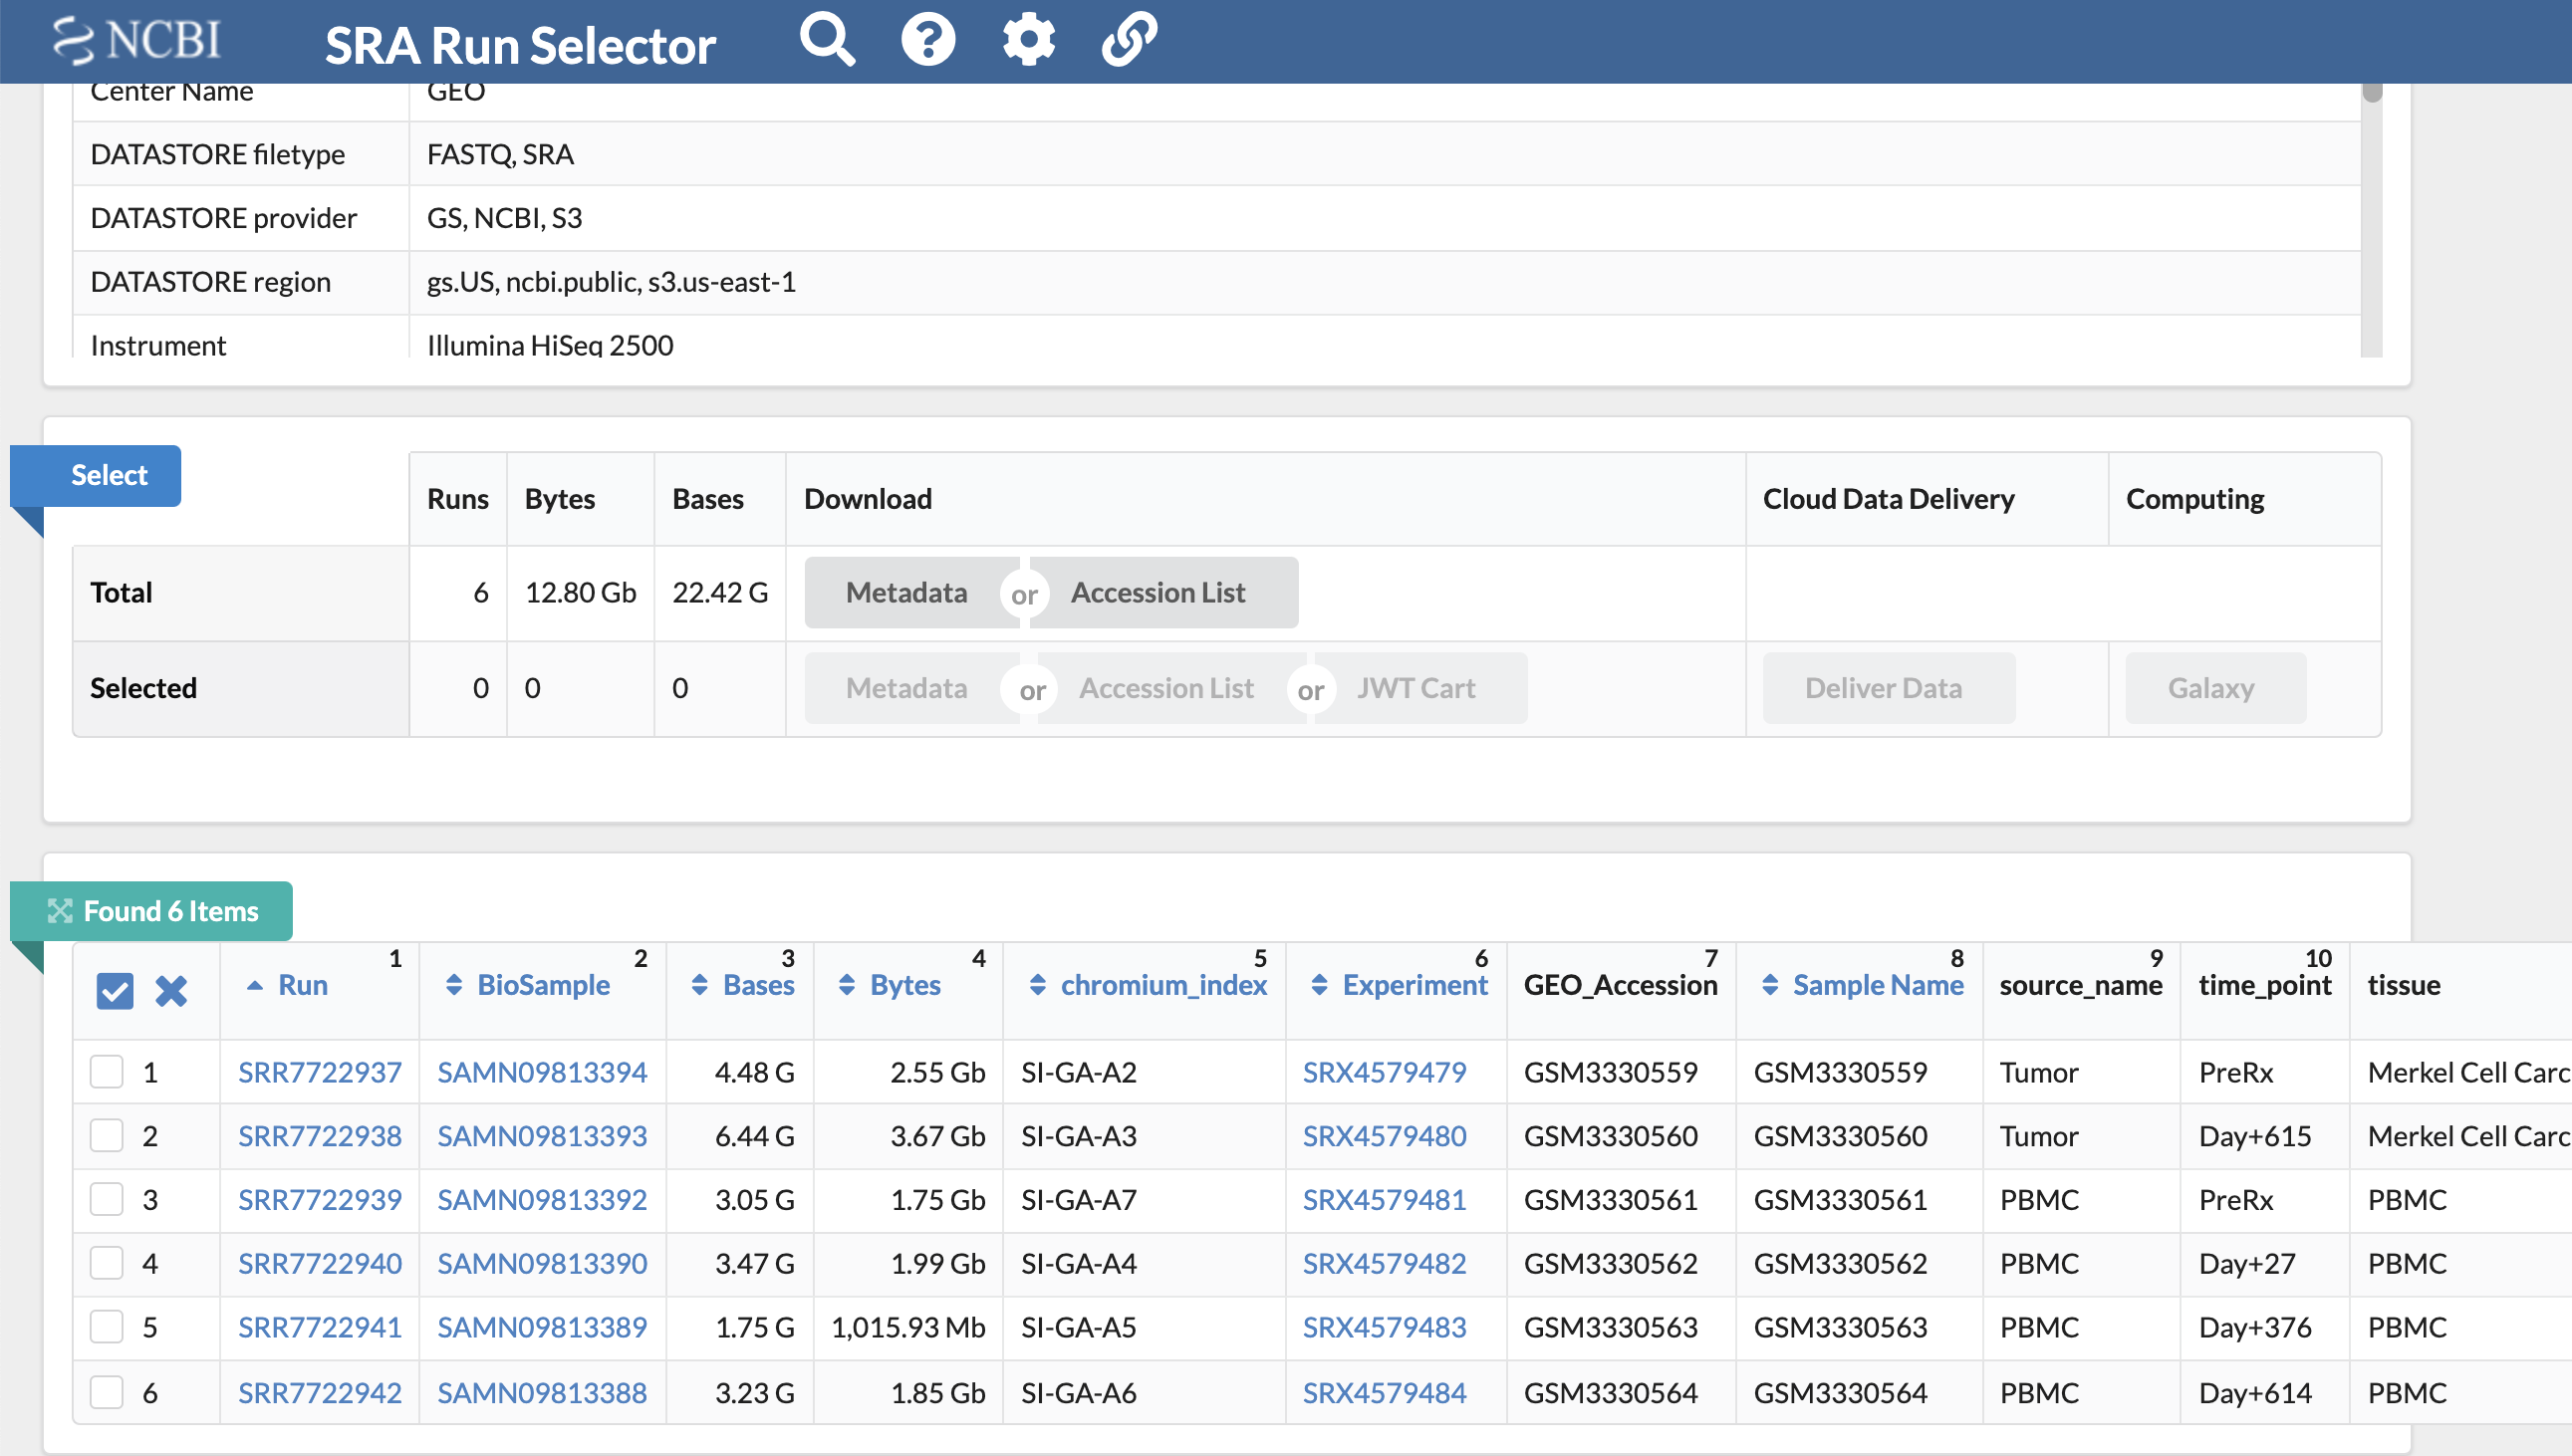 NCBI SRA Run Selector
Center Name GEO
DATASTORE filetype FASTQ, SRA
DATASTORE provider GS, NCBI, S3
DATASTORE region gs.US, ncbi.public, s3.us-east-1
Instrument Illumina HiSeq 2500
Select
Runs Bytes Bases Download Cloud Data Delivery Computing
Total 6 12.80 Gb 22.42 G Metadata or Accession List
Selected 0 0 0 Metadata or Accession List or JWT Cart Deliver Data Galaxy
Found 6 Items
1 2 3 4 5 6 7 8 9 10
Run BioSample Bases Bytes chromium_index Experiment GEO_Accession Sample Name source_name time_point tissue
1 SRR7722937 SAMN09813394 4.48 G 2.55 Gb SI-GA-A2 SRX4579479 GSM3330559 GSM3330559 Tumor PreRx Merkel Cell Carc
2 SRR7722938 SAMN09813393 6.44 G 3.67 Gb SI-GA-A3 SRX4579480 GSM3330560 GSM3330560 Tumor Day+615 Merkel Cell Carc
3 SRR7722939 SAMN09813392 3.05 G 1.75 Gb SI-GA-A7 SRX4579481 GSM3330561 GSM3330561 PBMC PreRx PBMC
4 SRR7722940 SAMN09813390 3.47 G 1.99 Gb SI-GA-A4 SRX4579482 GSM3330562 GSM3330562 PBMC Day+27 PBMC
5 SRR7722941 SAMN09813389 1.75 G 1,015.93 Mb SI-GA-A5 SRX4579483 GSM3330563 GSM3330563 PBMC Day+376 PBMC
6 SRR7722942 SAMN09813388 3.23 G 1.85 Gb SI-GA-A6 SRX4579484 GSM3330564 GSM3330564 PBMC Day+614 PBMC